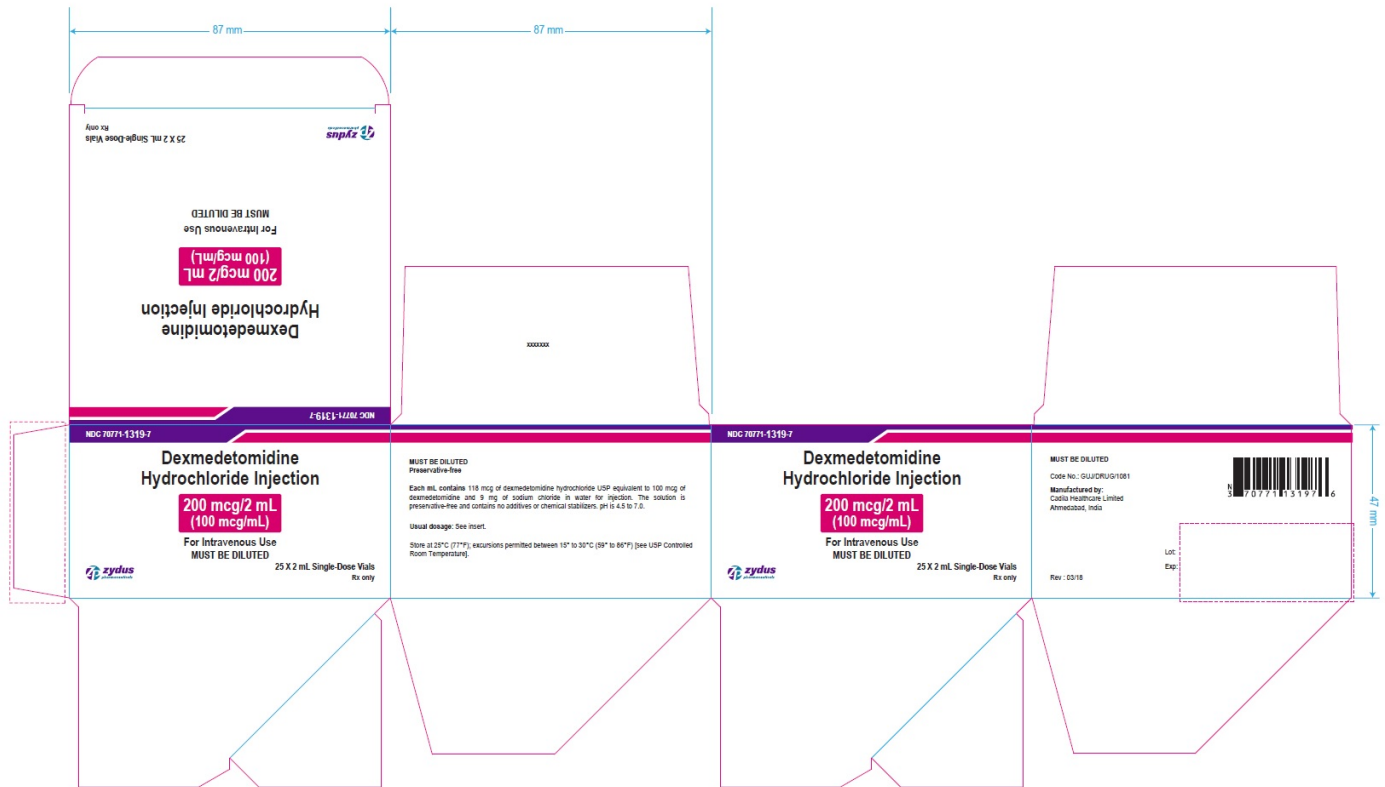 87 mm
87 mm
25 X 2 mL Single-Dose Vials
Rx only
zydus
pharmaceuticals
MUST BE DILUTED
For Intravenous Use
200 mcg/2 mL
(100 mcg/mL)
Dexmedetomidine
Hydrochloride Injection
NDC 70771-1319-7
xxxxxxx
NDC 70771-1319-7
Dexmedetomidine
Hydrochloride Injection
200 mcg/2 mL
(100 mcg/mL)
For Intravenous Use
MUST BE DILUTED
zydus
pharmaceuticals
25 X 2 mL Single-Dose Vials
Rx only
MUST BE DILUTED
Preservative-free
Each mL contains 118 mcg of dexmedetomidine hydrochloride USP equivalent to 100 mcg of
dexmedetomidine and 9 mg of sodium chloride in water for injection. The solution is
preservative-free and contains no additives or chemical stabilizers. pH is 4.5 to 7.0.
Usual dosage: See insert.
Store at 25°C (77°F); excursions permitted between 15° to 30°C (59° to 86°F) [see USP Controlled
Room Temperature].
NDC 70771-1319-7
Dexmedetomidine
Hydrochloride Injection
200 mcg/2 mL
(100 mcg/mL)
For Intravenous Use
MUST BE DILUTED
zydus
pharmaceuticals
25 X 2 mL Single-Dose Vials
Rx only
MUST BE DILUTED
Code No.: GUJ/DRUG/1081
Manufactured by:
Cadila Healthcare Limited
Ahmedabad, India
N
3 70771 13197 6
Lot:
Exp:
Rev : 03/18
47 mm